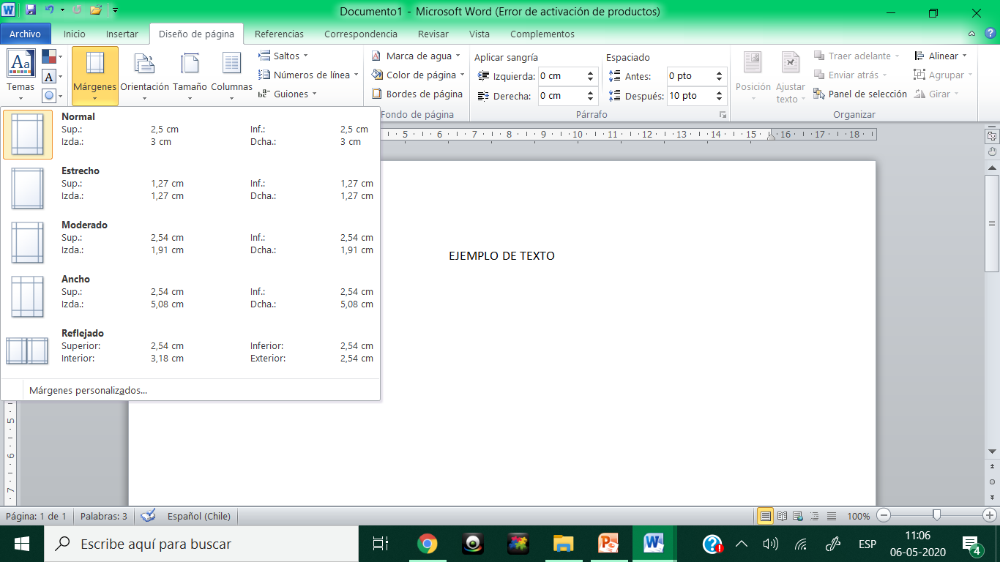 Documento1 - Microsoft Word (Error de activación de productos)
Archivo Inicio Insertar Diseño de página Referencias Correspondencia Revisar Vista Complementos
Temas
Márgenes
Orientación
Tamaño
Columnas
Saltos
Números de línea
Guiones
Marca de agua
Color de página
Bordes de página
Fondo de página
Aplicar sangría
Izquierda: 0 cm
Derecha: 0 cm
Espaciado
Antes: 0 pto
Después: 10 pto
Párrafo
Posición
Ajustar texto
Traer adelante
Enviar atrás
Panel de selección
Alinear
Agrupar
Girar
Organizar
Normal
Sup.: 2,5 cm Inf.: 2,5 cm
Izda.: 3 cm Dcha.: 3 cm
Estrecho
Sup.: 1,27 cm Inf.: 1,27 cm
Izda.: 1,27 cm Dcha.: 1,27 cm
Moderado
Sup.: 2,54 cm Inf.: 2,54 cm
Izda.: 1,91 cm Dcha.: 1,91 cm
Ancho
Sup.: 2,54 cm Inf.: 2,54 cm
Izda.: 5,08 cm Dcha.: 5,08 cm
Reflejado
Superior: 2,54 cm Inferior: 2,54 cm
Interior: 3,18 cm Exterior: 2,54 cm
Márgenes personalizados...
5 6 7 8 9 10 11 12 13 14 15 16 17 18
EJEMPLO DE TEXTO
5
6
7
Página: 1 de 1 Palabras: 3 Español (Chile) 100%
Escribe aquí para buscar
ESP
11:06
06-05-2020
4